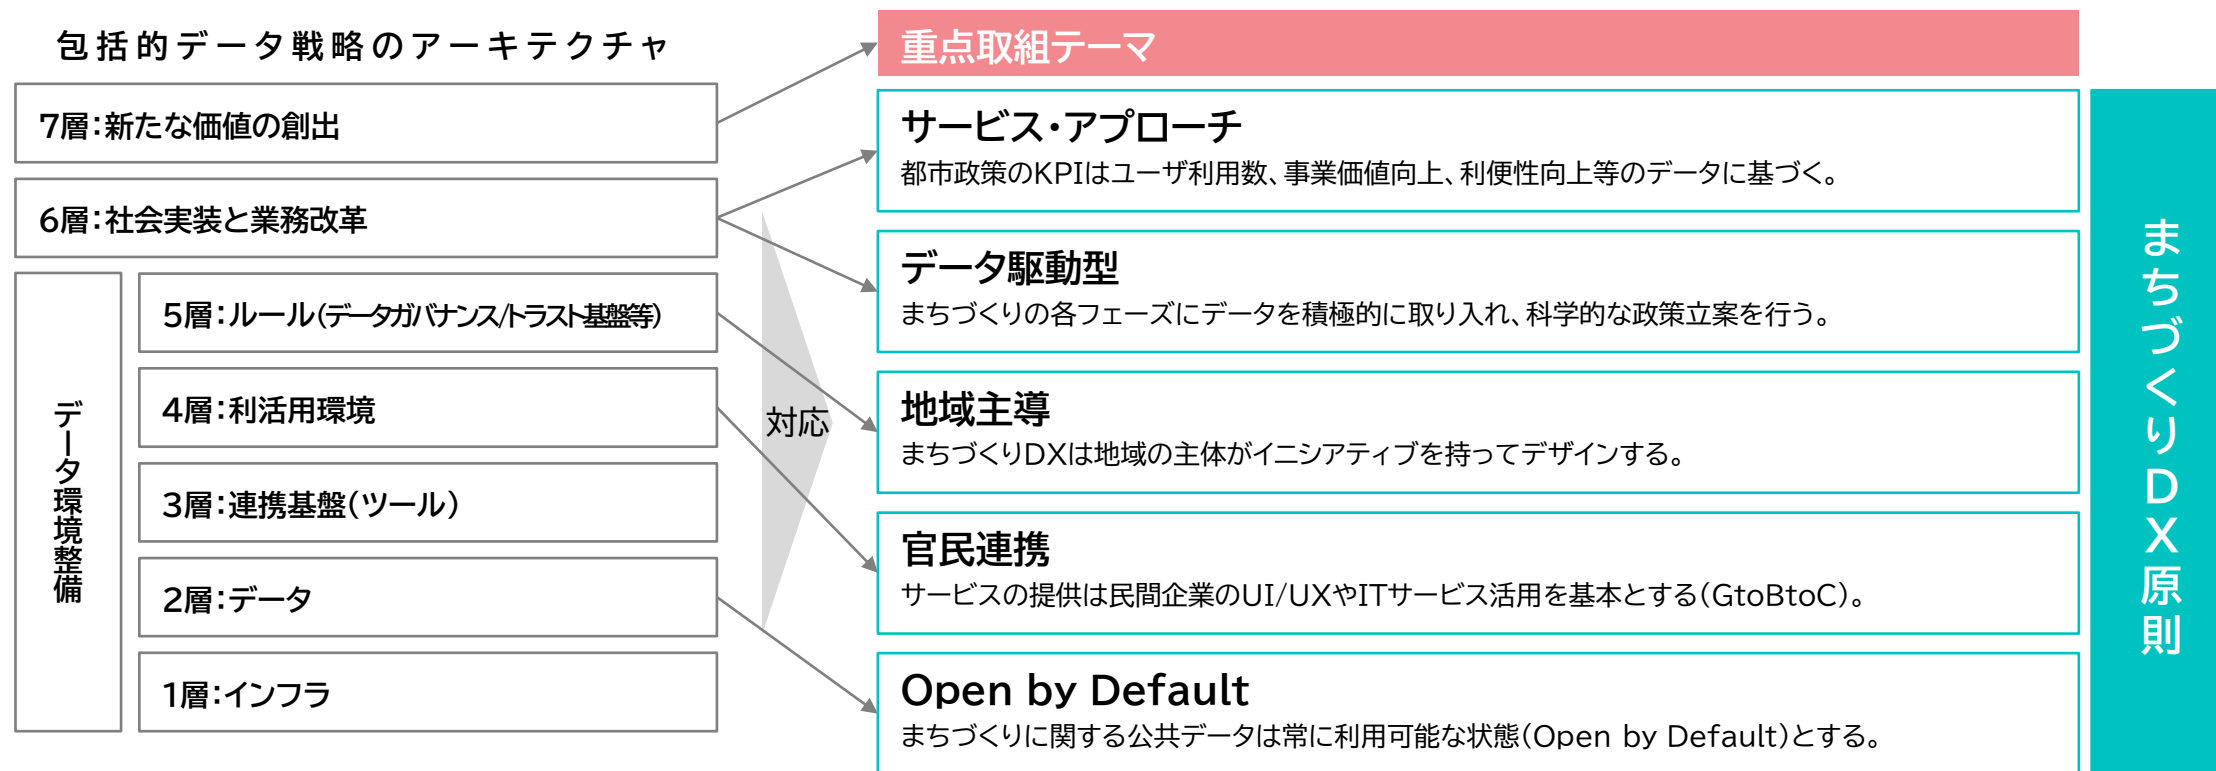 包括的データ戦略のアーキテクチャ
7層：新たな価値の創出
6層：社会実装と業務改革
データ環境整備
5層：ルール（データガバナンス/トラスト基盤等）
4層：利活用環境
3層：連携基盤（ツール）
2層：データ
1層：インフラ
対応
重点取組テーマ
サービス・アプローチ
都市政策のKPIはユーザ利用数、事業価値向上、利便性向上等のデータに基づく。
データ駆動型
まちづくりの各フェーズにデータを積極的に取り入れ、科学的な政策立案を行う。
地域主導
まちづくりDXは地域の主体がイニシアティブを持ってデザインする。
官民連携
サービスの提供は民間企業のUI/UXやITサービス活用を基本とする（GtoBtoC）。
Open by Default
まちづくりに関する公共データは常に利用可能な状態（Open by Default）とする。
まちづくりDX原則